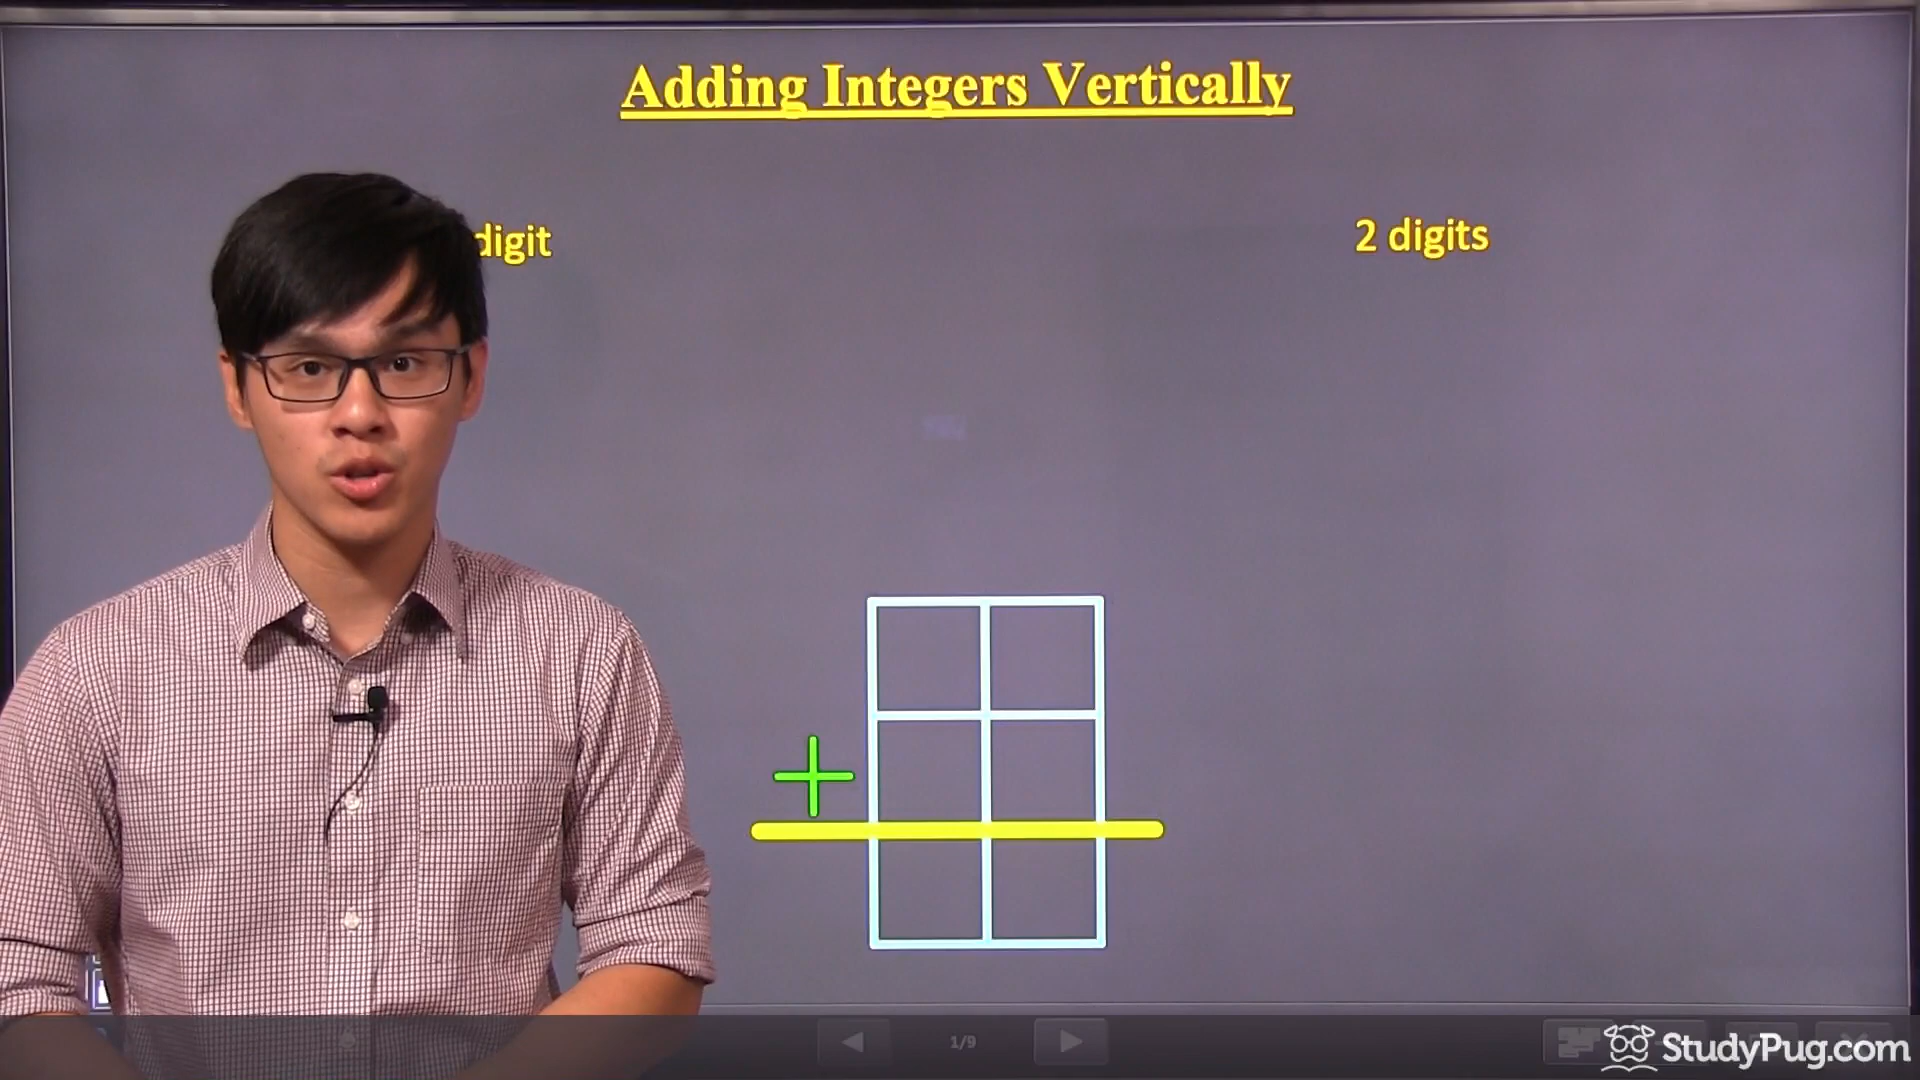 Adding Integers Vertically
digit
2 digits
+
1/9
StudyPug.com